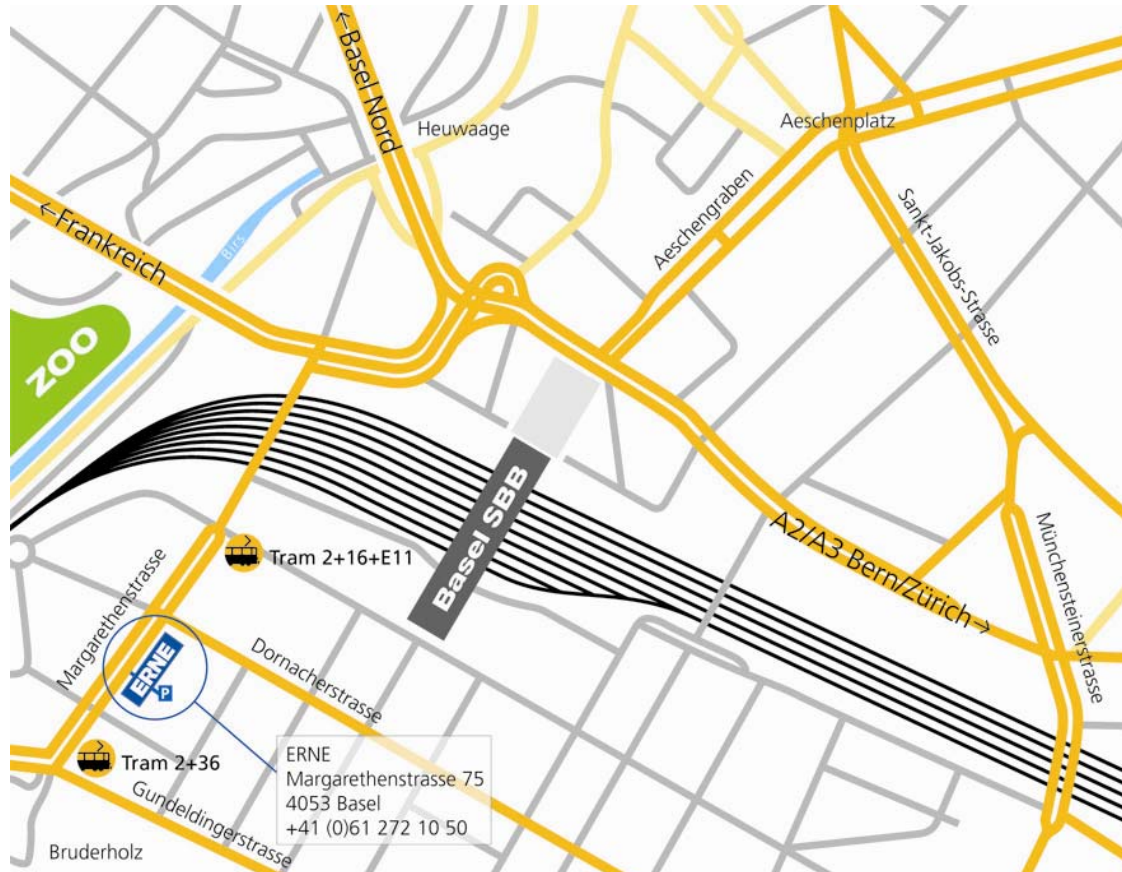 ←Basel Nord
Heuwaage
Aeschenplatz
←Frankreich
Birs
Aeschengraben
Sankt-Jakobs-Strasse
ZOO
Basel SBB
A2/A3 Bern/Zürich→
Münchensteinerstrasse
Tram 2+16+E11
Margarethenstrasse
ERNE
P
Dornacherstrasse
Tram 2+36
ERNE
Margarethenstrasse 75
4053 Basel
+41 (0)61 272 10 50
Gundeldingerstrasse
Bruderholz